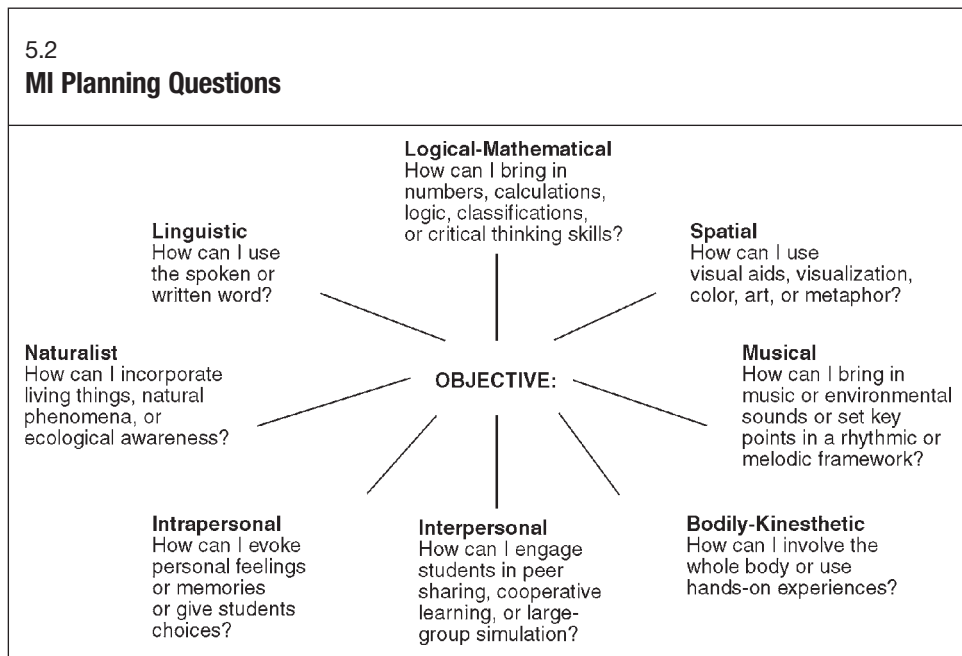 5.2
MI Planning Questions
Logical-Mathematical
How can I bring in
numbers, calculations,
logic, classifications,
or critical thinking skills?
Linguistic
How can I use
the spoken or
written word?
Spatial
How can I use
visual aids, visualization,
color, art, or metaphor?
Naturalist
How can I incorporate
living things, natural
phenomena, or
ecological awareness?
OBJECTIVE:
Musical
How can I bring in
music or environmental
sounds or set key
points in a rhythmic or
melodic framework?
Intrapersonal
How can I evoke
personal feelings
or memories
or give students
choices?
Interpersonal
How can I engage
students in peer
sharing, cooperative
learning, or large-
group simulation?
Bodily-Kinesthetic
How can I involve the
whole body or use
hands-on experiences?